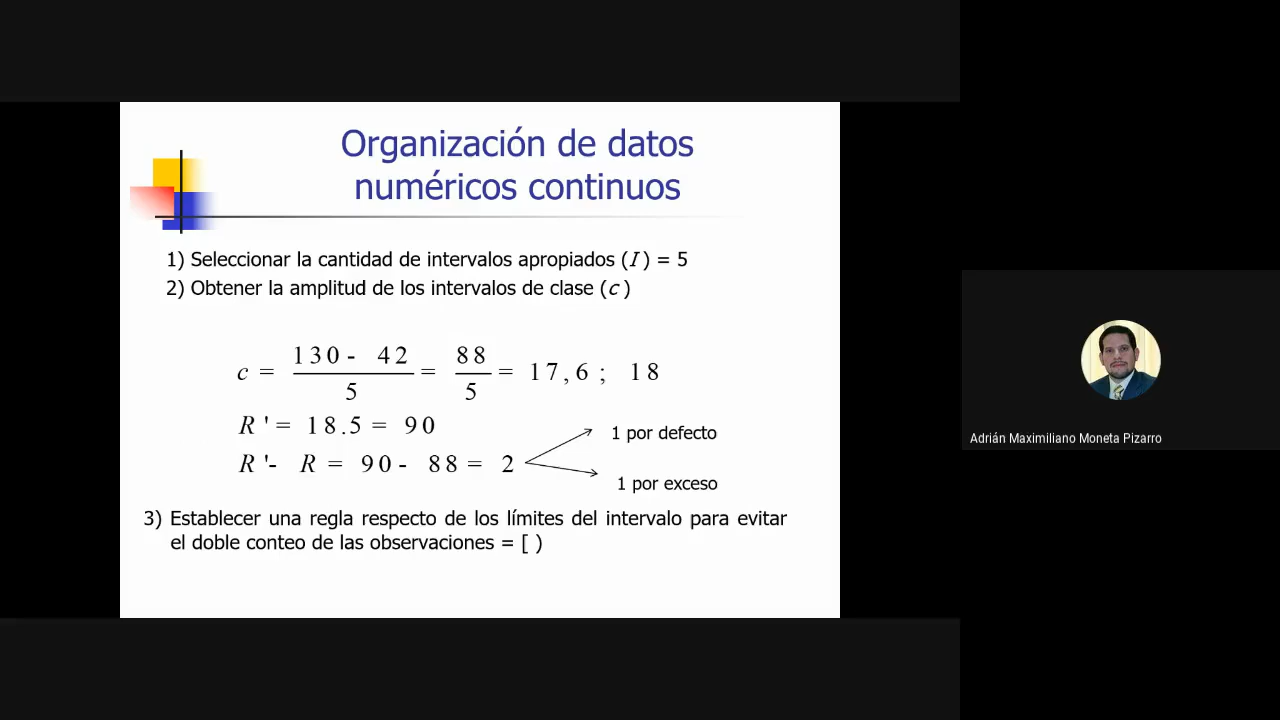 Organización de datos
numéricos continuos
1) Seleccionar la cantidad de intervalos apropiados (I) = 5
2) Obtener la amplitud de los intervalos de clase (c)
c = 130 - 42 / 5 = 88 / 5 = 17,6 ; 18
R' = 18.5 = 90
R' - R = 90 - 88 = 2
1 por defecto
1 por exceso
3) Establecer una regla respecto de los límites del intervalo para evitar
el doble conteo de las observaciones = [ )
Adrián Maximiliano Moneta Pizarro